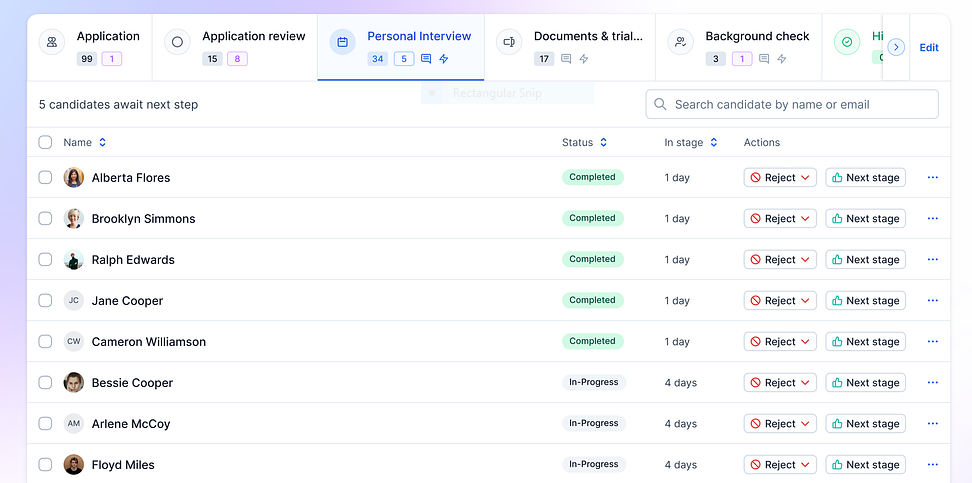 Application
99 1
Application review
15 8
Personal Interview
34 5
Documents & trial...
17
Background check
3 1
Hi
Edit
5 candidates await next step
Rectangular Snip
Search candidate by name or email
Name Status In stage Actions
Alberta Flores Completed 1 day Reject Next stage ...
Brooklyn Simmons Completed 1 day Reject Next stage ...
Ralph Edwards Completed 1 day Reject Next stage ...
JC Jane Cooper Completed 1 day Reject Next stage ...
CW Cameron Williamson Completed 1 day Reject Next stage ...
Bessie Cooper In-Progress 4 days Reject Next stage ...
AM Arlene McCoy In-Progress 4 days Reject Next stage ...
Floyd Miles In-Progress 4 days Reject Next stage ...